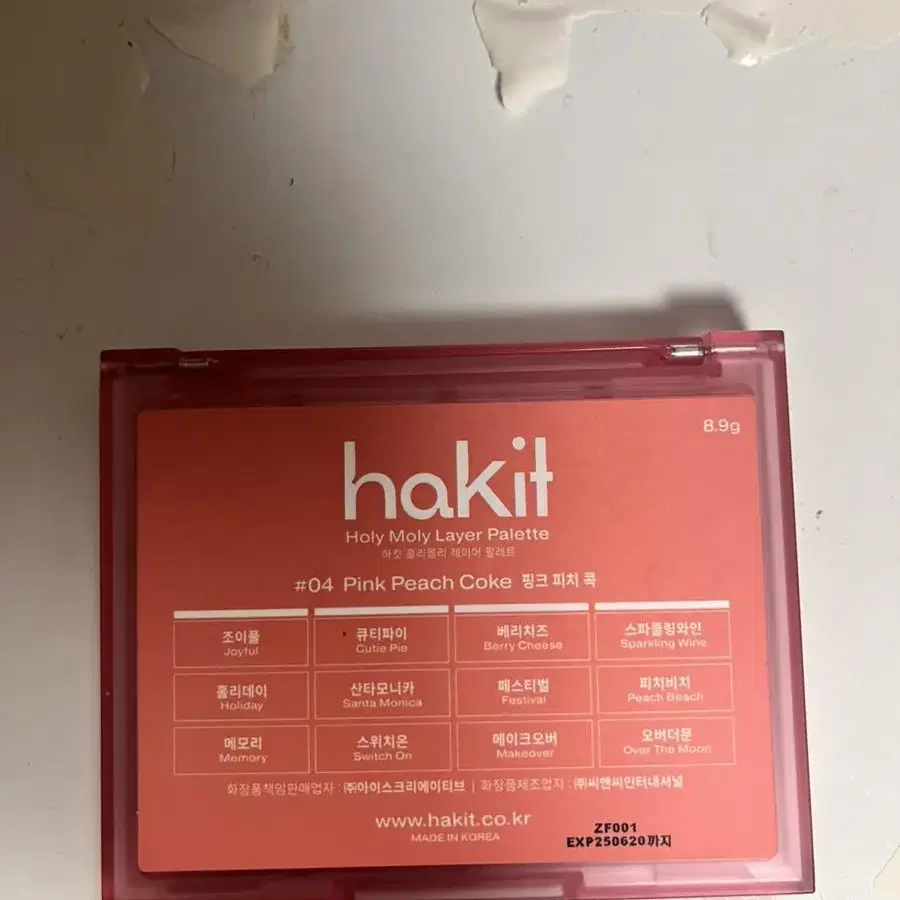 8.9g
hakit
Holy Moly Layer Palette
하킷 홀리몰리 레이어 팔레트
#04 Pink Peach Coke 핑크 피치 콕
조이풀 큐티파이 베리치즈 스파클링와인
Joyful Cutie Pie Berry Cheese Sparkling Wine
홀리데이 산타모니카 페스티벌 피치비치
Holiday Santa Monica Festival Peach Beach
메모리 스위치온 메이크오버 오버더문
Memory Switch On Makeover Over The Moon
화장품책임판매업자 : ㈜아이스크리에이티브 | 화장품제조업자 : ㈜씨앤씨인터내셔널
www.hakit.co.kr
MADE IN KOREA
ZF001
EXP250620까지